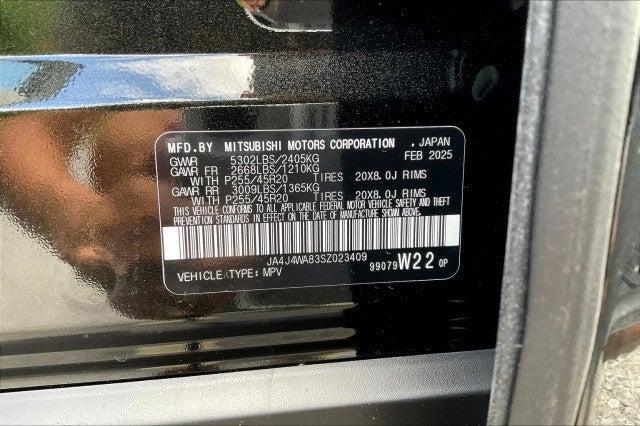 MFD.BY MITSUBISHI MOTORS CORPORATION , JAPAN
GVWR 5302LBS/2405KG FEB 2025
GAWR FR 2668LBS/1210KG
WITH P255/45R20 TIRES 20X8.0J RIMS
GAWR RR 3009LBS/1365KG
WITH P255/45R20 TIRES 20X8.0J RIMS
THIS VEHICLE CONFORMS TO ALL APPLICABLE FEDERAL MOTOR VEHICLE SAFETY, BUMPER AND THEFT
PREVENTION STANDARDS IN EFFECT ON THE DATE OF MANUFACTURE SHOWN ABOVE.
JA4J4WA83SZ023409
VEHICLE TYPE: MPV 99079 W22 0P